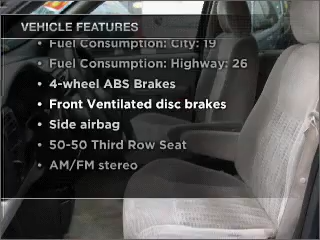 VEHICLE FEATURES
• Fuel Consumption: City: 19
• Fuel Consumption: Highway: 26
• 4-wheel ABS Brakes
• Front Ventilated disc brakes
• Side airbag
• 50-50 Third Row Seat
• AM/FM stereo